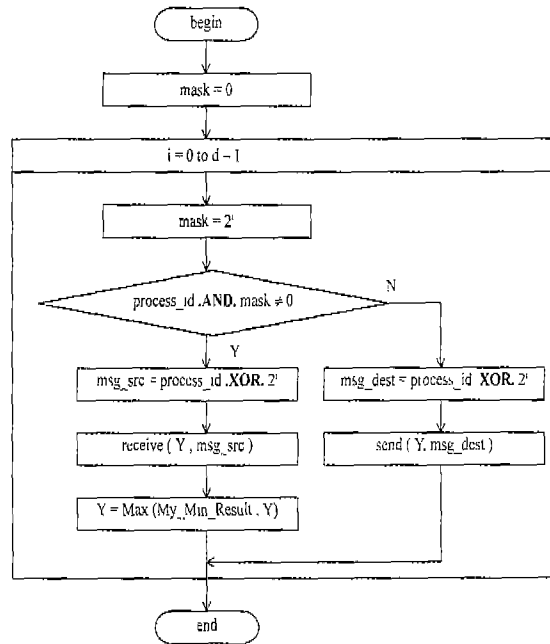 begin
mask = 0
i = 0 to d – 1
mask = 2ⁱ
process_id .AND. mask ≠ 0
N
Y
msg_src = process_id .XOR. 2ⁱ
msg_dest = process_id XOR. 2ⁱ
receive ( Y , msg_src )
send ( Y, msg_dest )
Y = Max (My_Min_Result , Y)
end